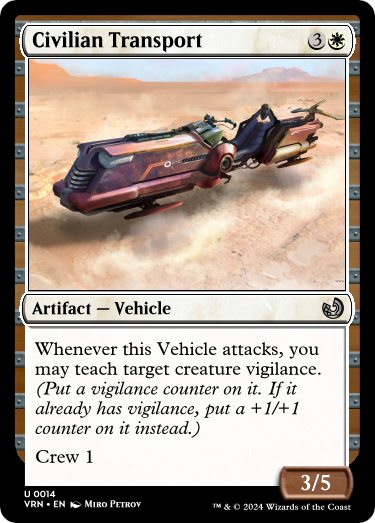 Civilian Transport 3
Artifact — Vehicle
Whenever this Vehicle attacks, you
may teach target creature vigilance.
(Put a vigilance counter on it. If it
already has vigilance, put a +1/+1
counter on it instead.)
Crew 1
3/5
U 0014
VRN • EN Miro Petrov
™ & © 2024 Wizards of the Coast